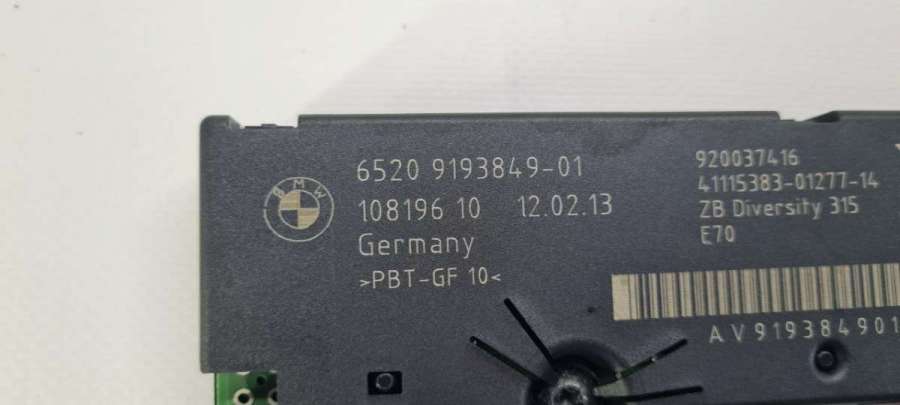 BMW
6520 9193849-01
108196 10 12.02.13
Germany
>PBT-GF 10<
920037416
41115383-01277-14
ZB Diversity 315
E70
AV919384901